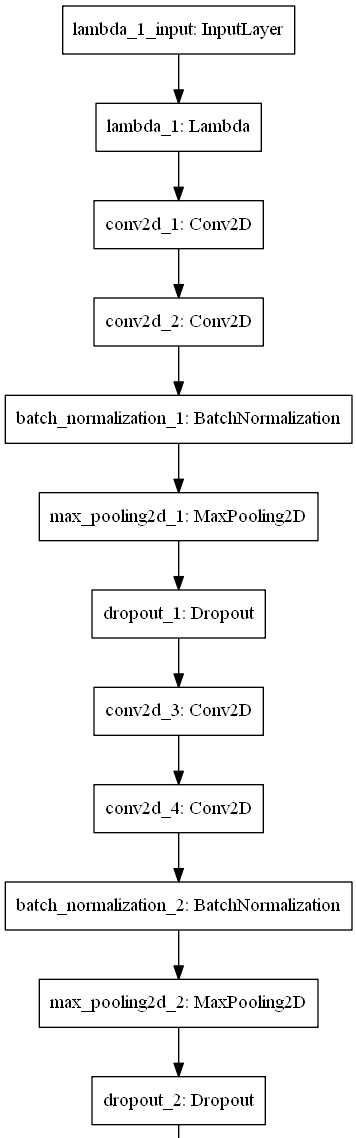 lambda_1_input: InputLayer
lambda_1: Lambda
conv2d_1: Conv2D
conv2d_2: Conv2D
batch_normalization_1: BatchNormalization
max_pooling2d_1: MaxPooling2D
dropout_1: Dropout
conv2d_3: Conv2D
conv2d_4: Conv2D
batch_normalization_2: BatchNormalization
max_pooling2d_2: MaxPooling2D
dropout_2: Dropout